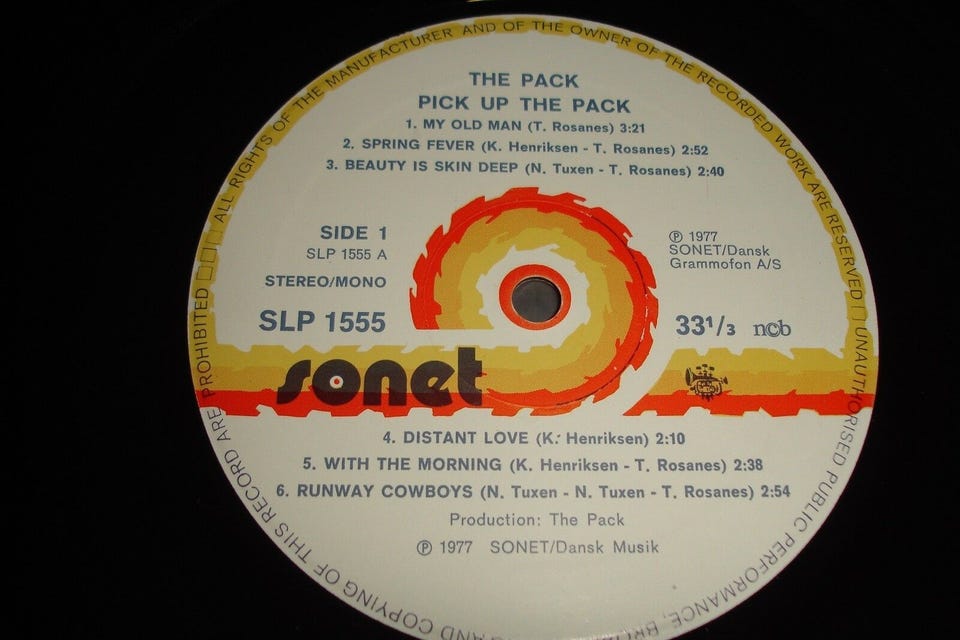 ALL RIGHTS OF THE MANUFACTURER AND OF THE OWNER OF THE RECORDED WORK ARE RESERVED UNAUTHORISED PUBLIC PERFORMANCE,
AND COPYING OF THIS RECORD ARE PROHIBITED
THE PACK
PICK UP THE PACK
1. MY OLD MAN (T. Rosanes) 3:21
2. SPRING FEVER (K. Henriksen - T. Rosanes) 2:52
3. BEAUTY IS SKIN DEEP (N. Tuxen - T. Rosanes) 2:40
SIDE 1
SLP 1555 A
STEREO/MONO
SLP 1555
℗ 1977
SONET/Dansk
Grammofon A/S
33¹/₃ ncb
sonet
4. DISTANT LOVE (K. Henriksen) 2:10
5. WITH THE MORNING (K. Henriksen - T. Rosanes) 2:38
6. RUNWAY COWBOYS (N. Tuxen - N. Tuxen - T. Rosanes) 2:54
Production: The Pack
℗ 1977 SONET/Dansk Musik